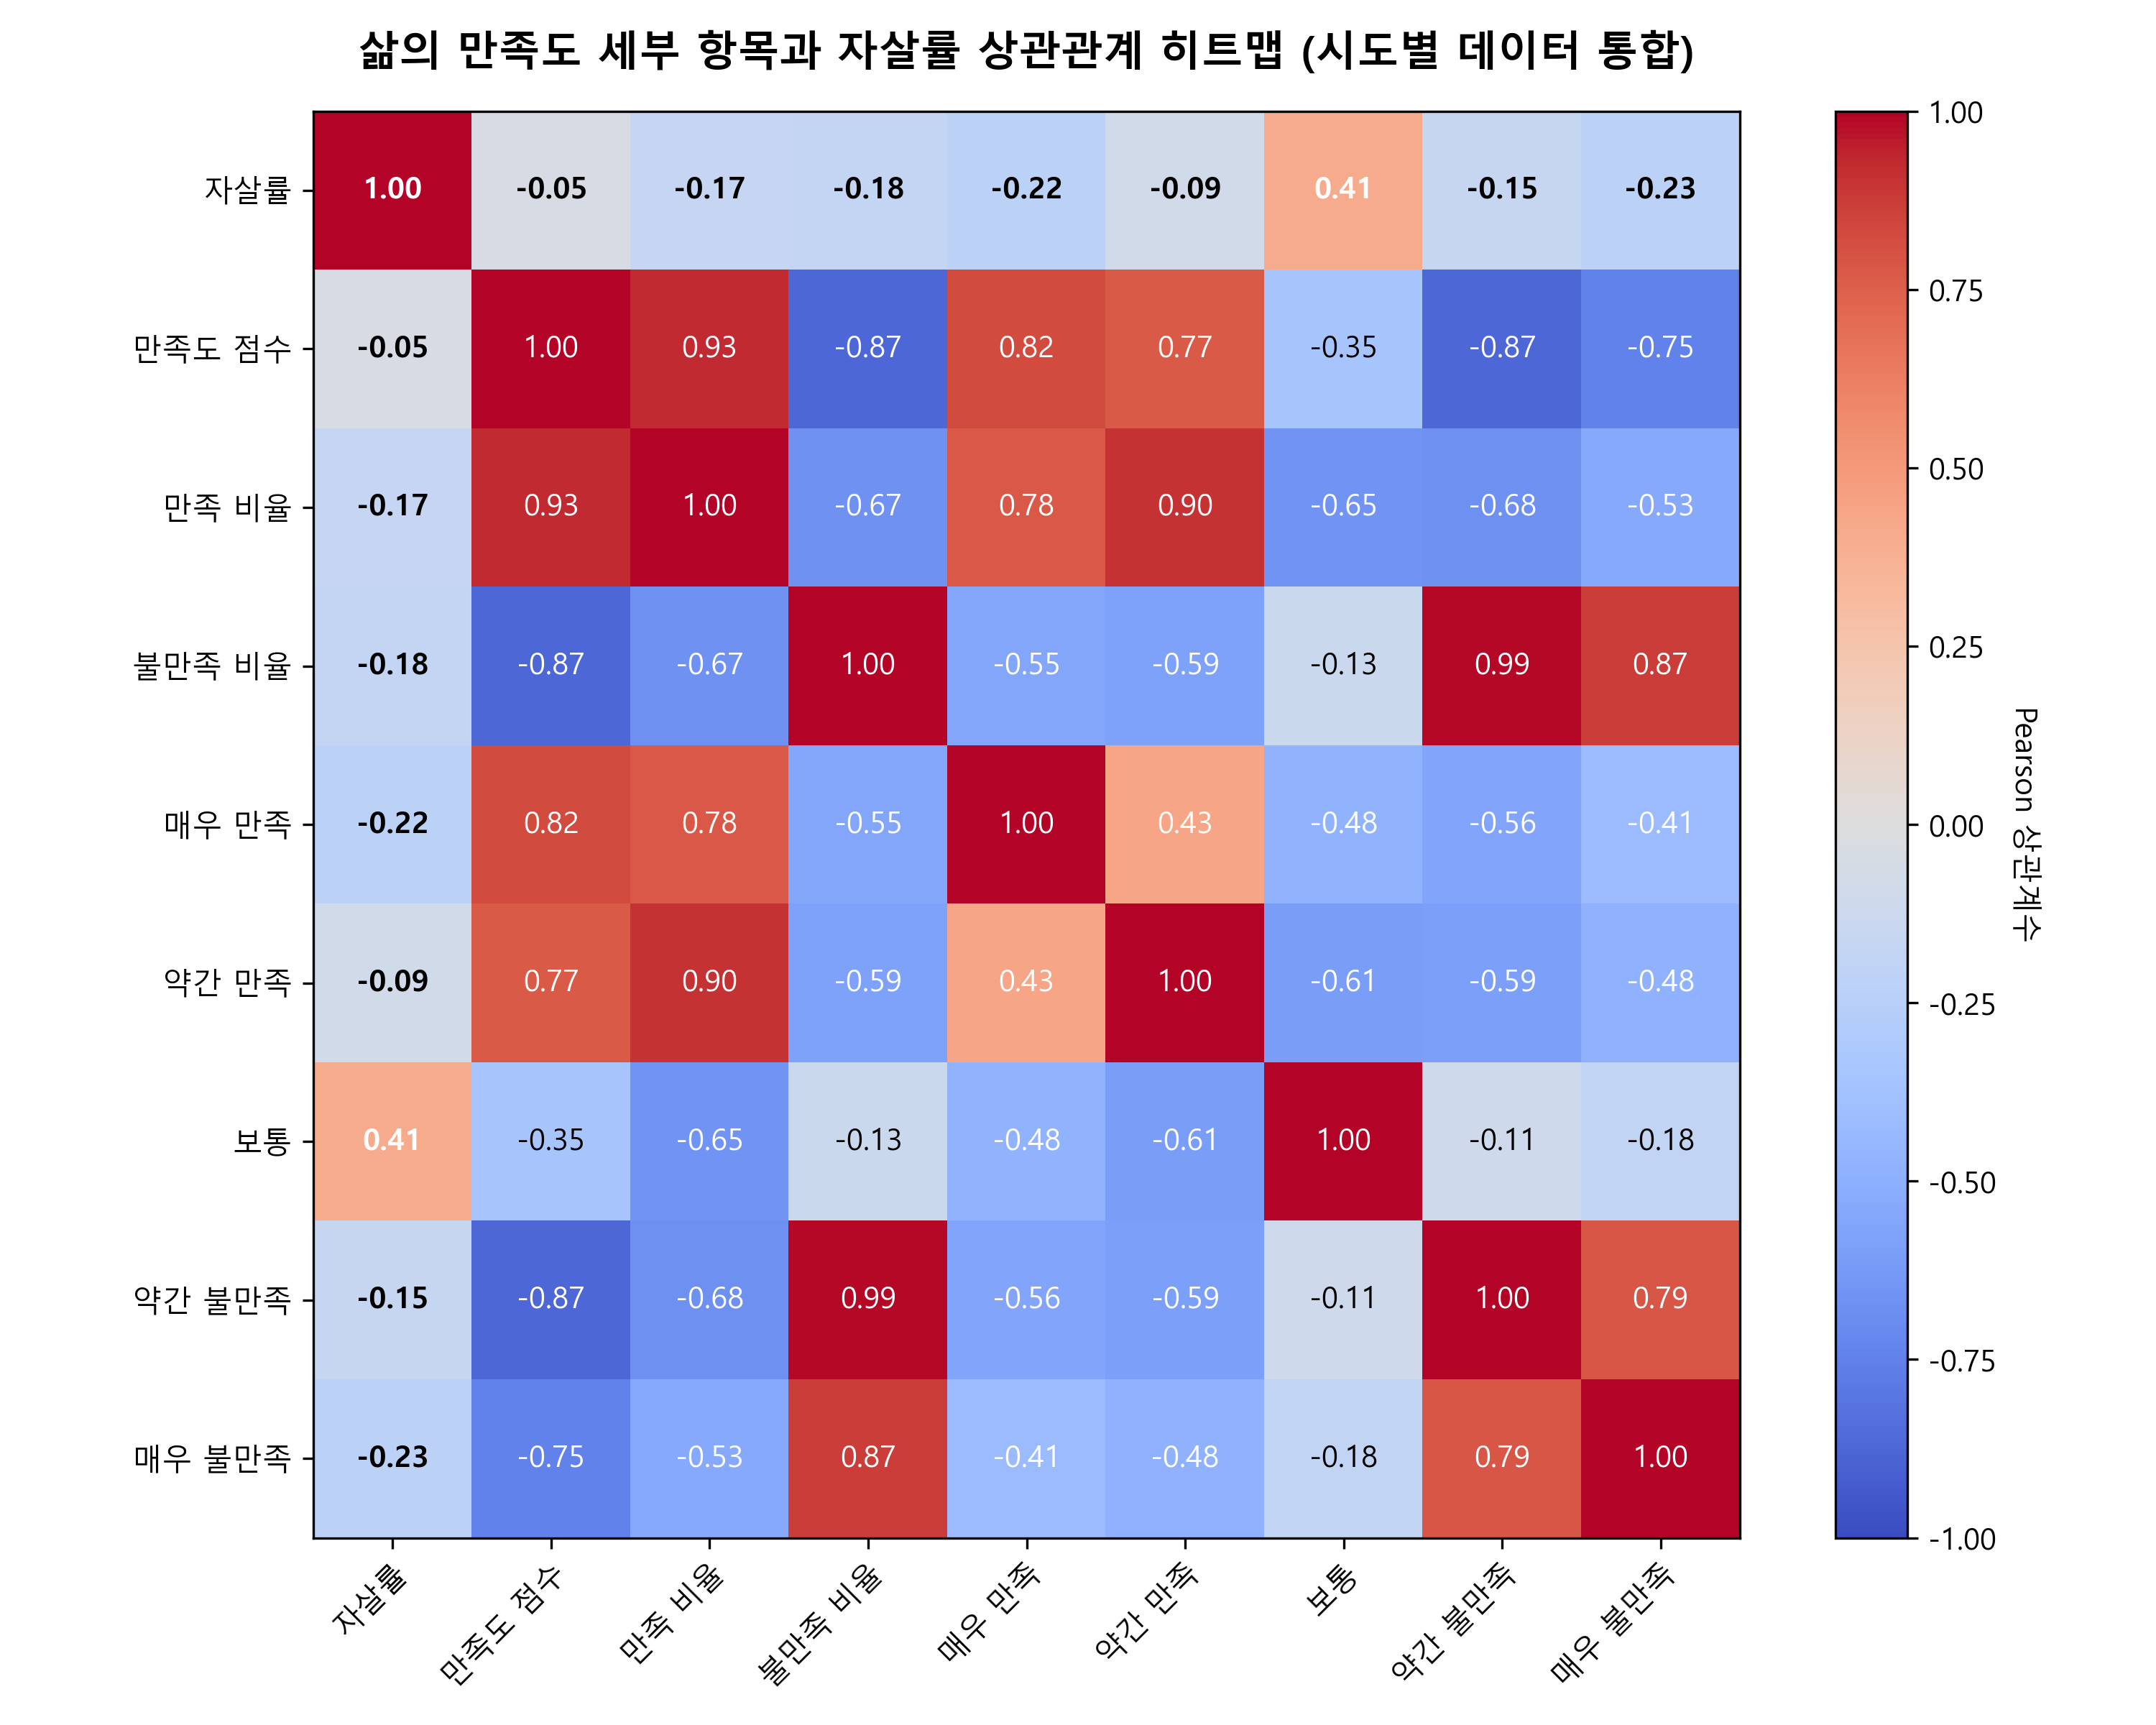 삶의 만족도 세부 항목과 자살률 상관관계 히트맵 (시도별 데이터 통합)
자살률 1.00 -0.05 -0.17 -0.18 -0.22 -0.09 0.41 -0.15 -0.23
만족도 점수 -0.05 1.00 0.93 -0.87 0.82 0.77 -0.35 -0.87 -0.75
만족 비율 -0.17 0.93 1.00 -0.67 0.78 0.90 -0.65 -0.68 -0.53
불만족 비율 -0.18 -0.87 -0.67 1.00 -0.55 -0.59 -0.13 0.99 0.87
매우 만족 -0.22 0.82 0.78 -0.55 1.00 0.43 -0.48 -0.56 -0.41
약간 만족 -0.09 0.77 0.90 -0.59 0.43 1.00 -0.61 -0.59 -0.48
보통 0.41 -0.35 -0.65 -0.13 -0.48 -0.61 1.00 -0.11 -0.18
약간 불만족 -0.15 -0.87 -0.68 0.99 -0.56 -0.59 -0.11 1.00 0.79
매우 불만족 -0.23 -0.75 -0.53 0.87 -0.41 -0.48 -0.18 0.79 1.00
자살률 만족도 점수 만족 비율 불만족 비율 매우 만족 약간 만족 보통 약간 불만족 매우 불만족
1.00
0.75
0.50
0.25
0.00
-0.25
-0.50
-0.75
-1.00
Pearson 상관계수